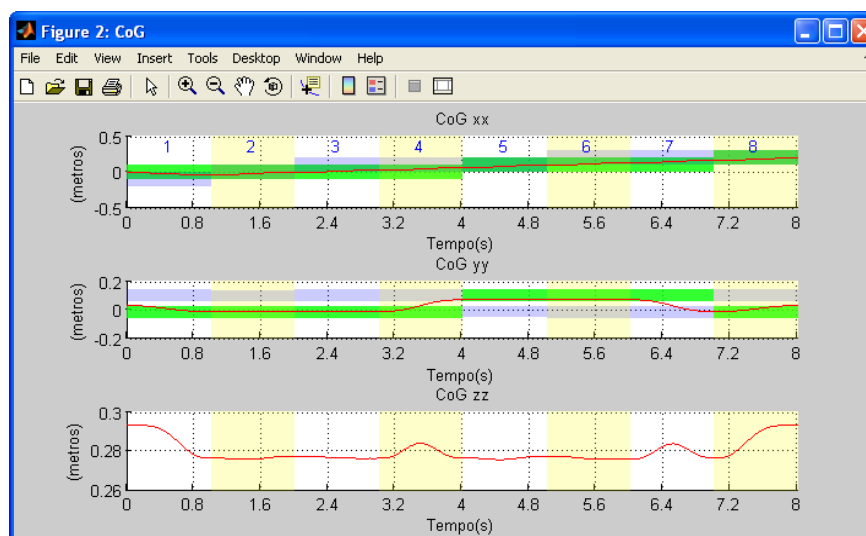 Figure 2: CoG
File Edit View Insert Tools Desktop Window Help
CoG xx
0.5
0
-0.5
(metros)
1 2 3 4 5 6 7 8
0 0.8 1.6 2.4 3.2 4 4.8 5.6 6.4 7.2 8
Tempo(s)
CoG yy
0.2
0
-0.2
(metros)
0 0.8 1.6 2.4 3.2 4 4.8 5.6 6.4 7.2 8
Tempo(s)
CoG zz
0.3
0.28
0.26
(metros)
0 0.8 1.6 2.4 3.2 4 4.8 5.6 6.4 7.2 8
Tempo(s)